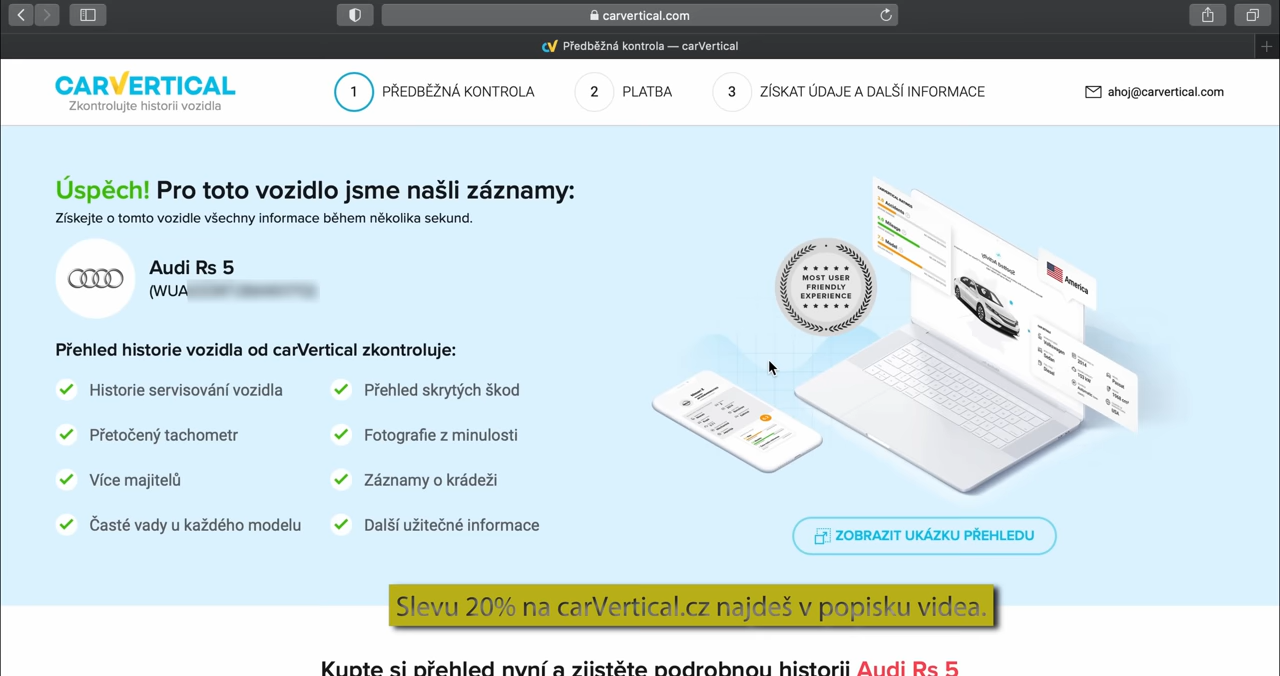 carvertical.com
Předběžná kontrola — carVertical
CARVERTICAL
Zkontrolujte historii vozidla
1 PŘEDBĚŽNÁ KONTROLA
2 PLATBA
3 ZÍSKAT ÚDAJE A DALŠÍ INFORMACE
ahoj@carvertical.com
Úspěch! Pro toto vozidlo jsme našli záznamy:
Získejte o tomto vozidle všechny informace během několika sekund.
Audi Rs 5
(WUA
Přehled historie vozidla od carVertical zkontroluje:
Historie servisování vozidla
Přehled skrytých škod
Přetočený tachometr
Fotografie z minulosti
Více majitelů
Záznamy o krádeži
Časté vady u každého modelu
Další užitečné informace
MOST USER
FRIENDLY
EXPERIENCE
America
ZOBRAZIT UKÁZKU PŘEHLEDU
Slevu 20% na carVertical.cz najdeš v popisku videa.
Kupte si přehled nyní a zjistěte podrobnou historii Audi Rs 5